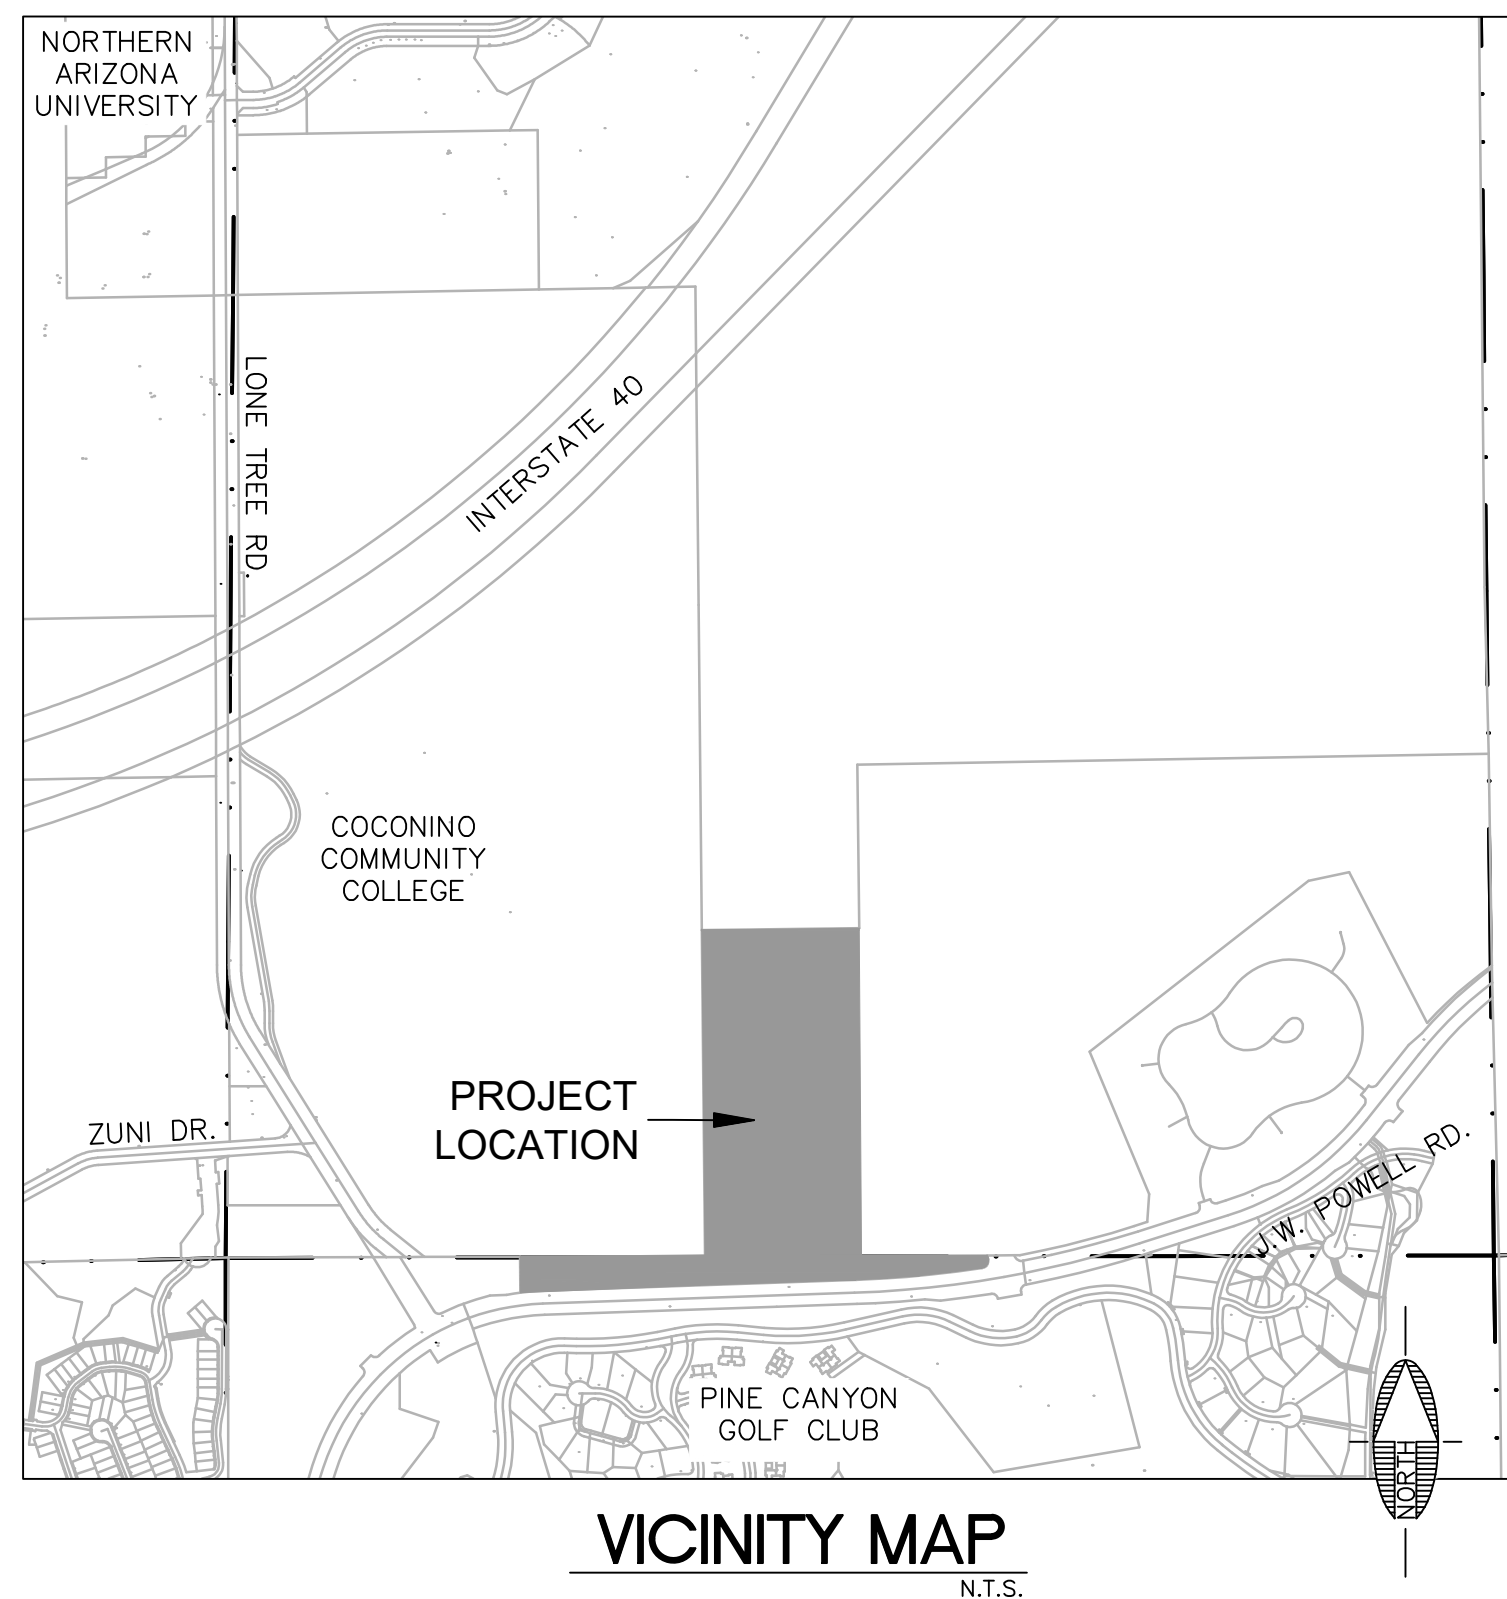 NORTHERN
ARIZONA
UNIVERSITY
LONE TREE RD.
INTERSTATE 40
COCONINO
COMMUNITY
COLLEGE
PROJECT
LOCATION
ZUNI DR.
J.W. POWELL RD.
PINE CANYON
GOLF CLUB
NORTH
VICINITY MAP
N.T.S.